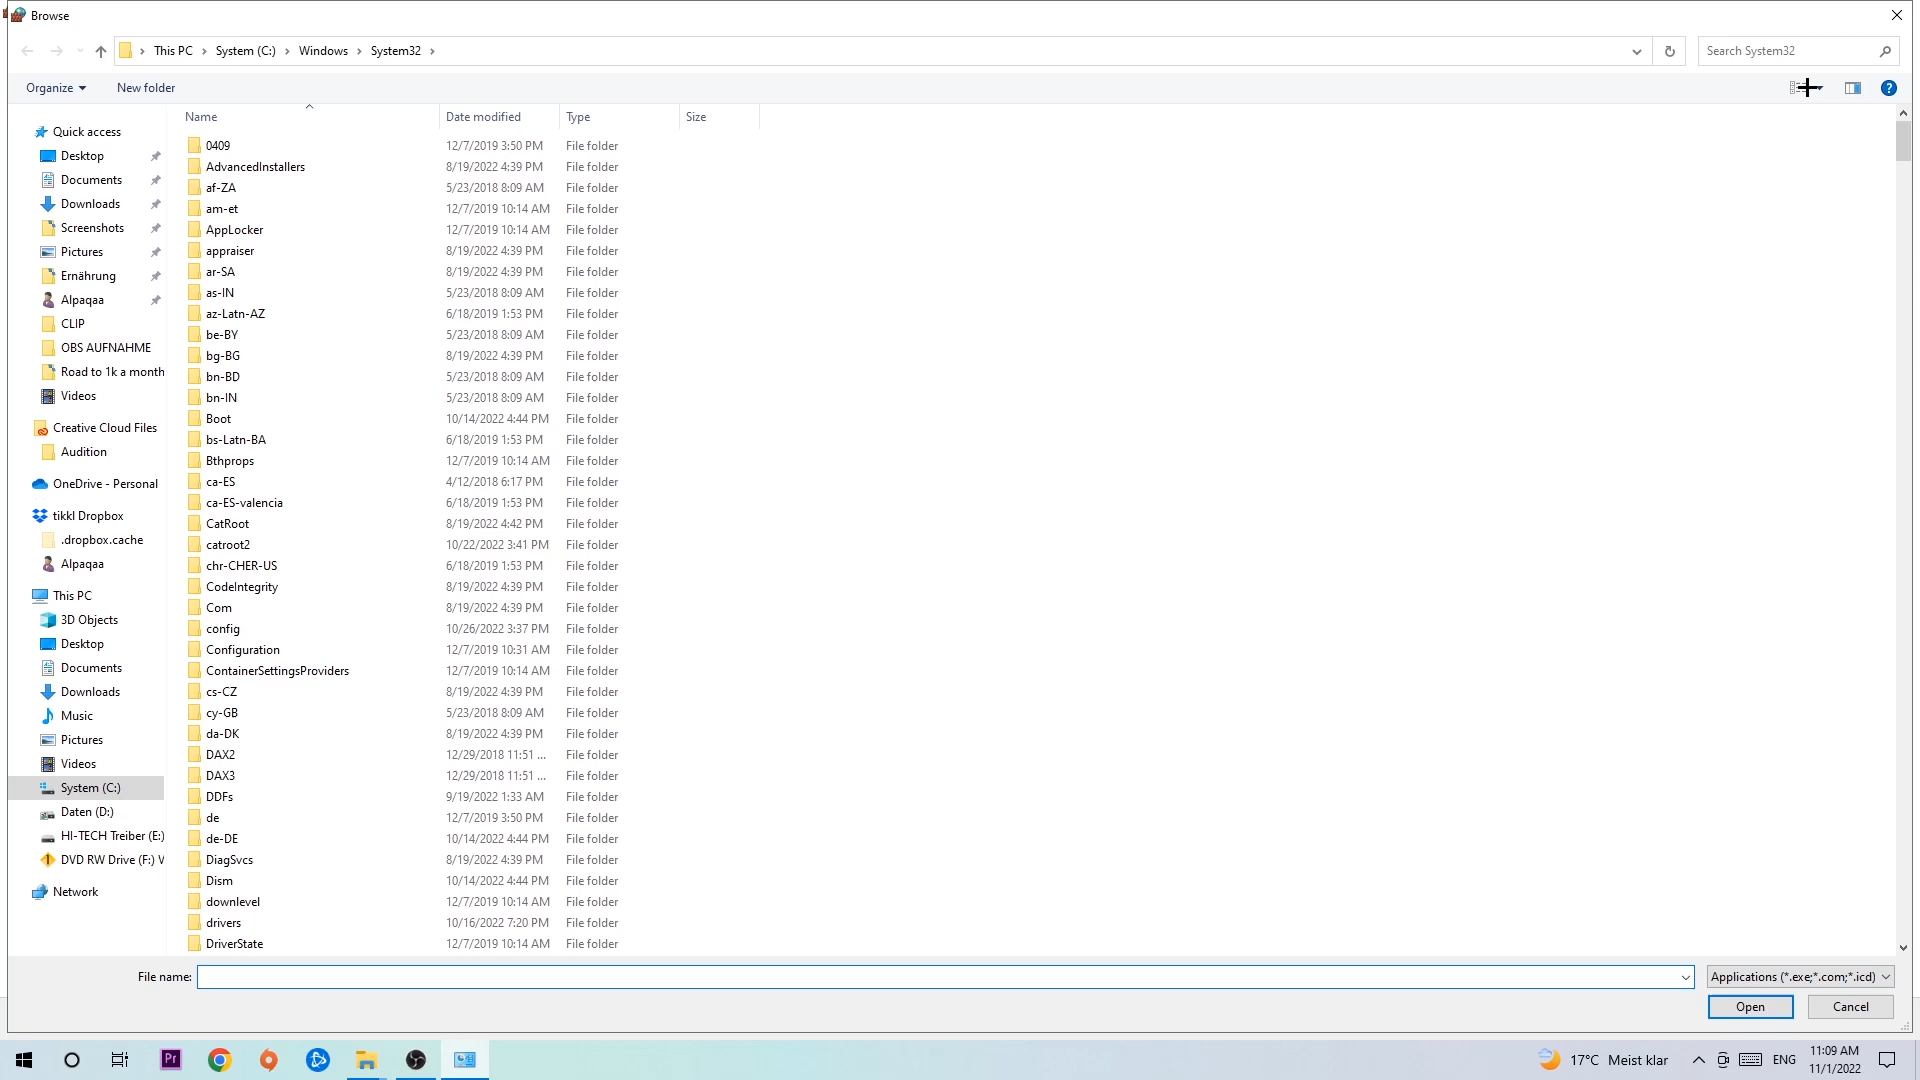 Browse
This PC > System (C:) > Windows > System32 >
Search System32
Organize
New folder
Name
Date modified
Type
Size
Quick access
Desktop
Documents
Downloads
Screenshots
Pictures
Ernährung
Alpaqaa
CLIP
OBS AUFNAHME
Road to 1k a month
Videos
Creative Cloud Files
Audition
OneDrive - Personal
tikkl Dropbox
.dropbox.cache
Alpaqaa
This PC
3D Objects
Desktop
Documents
Downloads
Music
Pictures
Videos
System (C:)
Daten (D:)
HI-TECH Treiber (E:)
DVD RW Drive (F:) V
Network
0409 12/7/2019 3:50 PM File folder
AdvancedInstallers 8/19/2022 4:39 PM File folder
af-ZA 5/23/2018 8:09 AM File folder
am-et 12/7/2019 10:14 AM File folder
AppLocker 12/7/2019 10:14 AM File folder
appraiser 8/19/2022 4:39 PM File folder
ar-SA 8/19/2022 4:39 PM File folder
as-IN 5/23/2018 8:09 AM File folder
az-Latn-AZ 6/18/2019 1:53 PM File folder
be-BY 5/23/2018 8:09 AM File folder
bg-BG 8/19/2022 4:39 PM File folder
bn-BD 5/23/2018 8:09 AM File folder
bn-IN 5/23/2018 8:09 AM File folder
Boot 10/14/2022 4:44 PM File folder
bs-Latn-BA 6/18/2019 1:53 PM File folder
Bthprops 12/7/2019 10:14 AM File folder
ca-ES 4/12/2018 6:17 PM File folder
ca-ES-valencia 6/18/2019 1:53 PM File folder
CatRoot 8/19/2022 4:42 PM File folder
catroot2 10/22/2022 3:41 PM File folder
chr-CHER-US 6/18/2019 1:53 PM File folder
CodeIntegrity 8/19/2022 4:39 PM File folder
Com 8/19/2022 4:39 PM File folder
config 10/26/2022 3:37 PM File folder
Configuration 12/7/2019 10:31 AM File folder
ContainerSettingsProviders 12/7/2019 10:14 AM File folder
cs-CZ 8/19/2022 4:39 PM File folder
cy-GB 5/23/2018 8:09 AM File folder
da-DK 8/19/2022 4:39 PM File folder
DAX2 12/29/2018 11:51 ... File folder
DAX3 12/29/2018 11:51 ... File folder
DDFs 9/19/2022 1:33 AM File folder
de 12/7/2019 3:50 PM File folder
de-DE 10/14/2022 4:44 PM File folder
DiagSvcs 8/19/2022 4:39 PM File folder
Dism 10/14/2022 4:44 PM File folder
downlevel 12/7/2019 10:14 AM File folder
drivers 10/16/2022 7:20 PM File folder
DriverState 12/7/2019 10:14 AM File folder
File name:
Applications (*.exe;*.com;*.icd)
Open
Cancel
Pr
17°C Meist klar
ENG
11:09 AM
11/1/2022